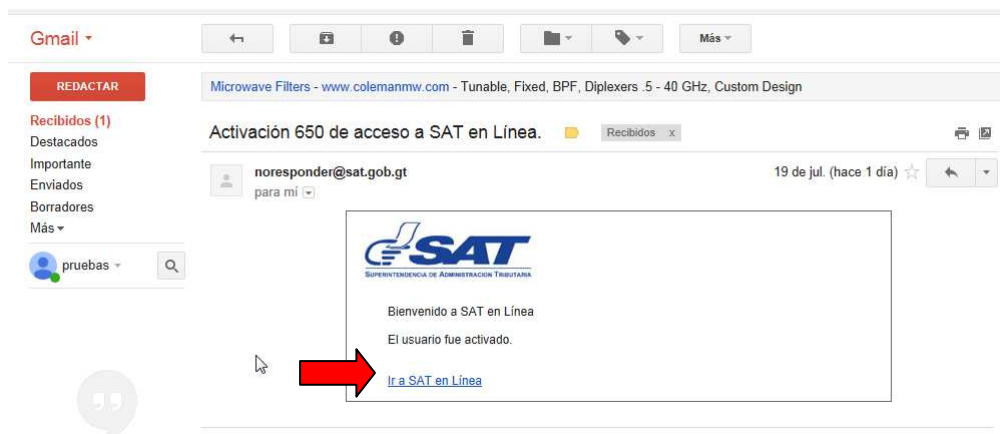 Gmail
Más
REDACTAR
Microwave Filters - www.colemanmw.com - Tunable, Fixed, BPF, Diplexers .5 - 40 GHz, Custom Design
Recibidos (1)
Destacados
Importante
Enviados
Borradores
Más
pruebas
Activación 650 de acceso a SAT en Línea.
Recibidos x
noresponder@sat.gob.gt
19 de jul. (hace 1 día)
para mí
SAT
SUPERINTENDENCIA DE ADMINISTRACION TRIBUTARIA
Bienvenido a SAT en Línea
El usuario fue activado.
Ir a SAT en Línea